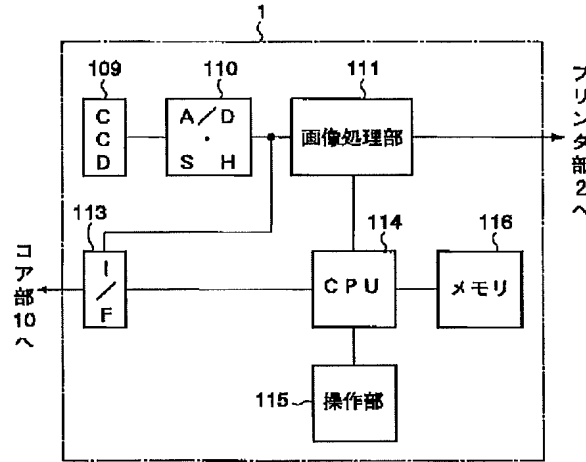 1
109
110
111
CCD
A／D
・
S H
画像処理部
プリンタ部2へ
113
114
116
コア部10へ
I／F
CPU
メモリ
115
操作部